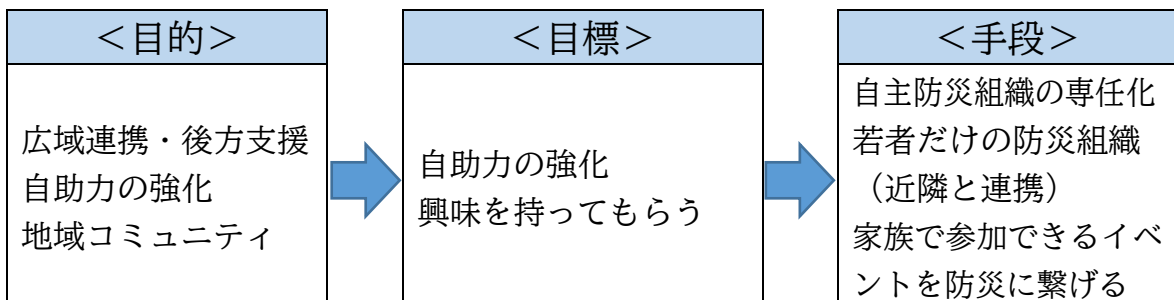 ＜目的＞
広域連携・後方支援
自助力の強化
地域コミュニティ
＜目標＞
自助力の強化
興味を持ってもらう
＜手段＞
自主防災組織の専任化
若者だけの防災組織
（近隣と連携）
家族で参加できるイベ
ントを防災に繋げる